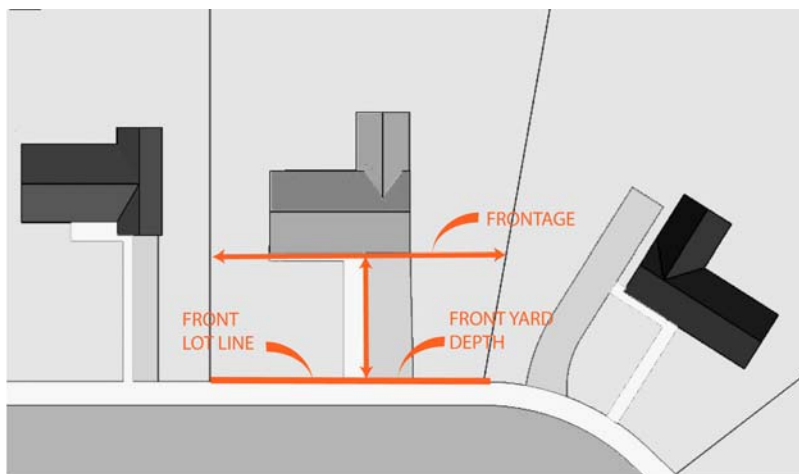 FRONTAGE
FRONT
LOT LINE
FRONT YARD
DEPTH